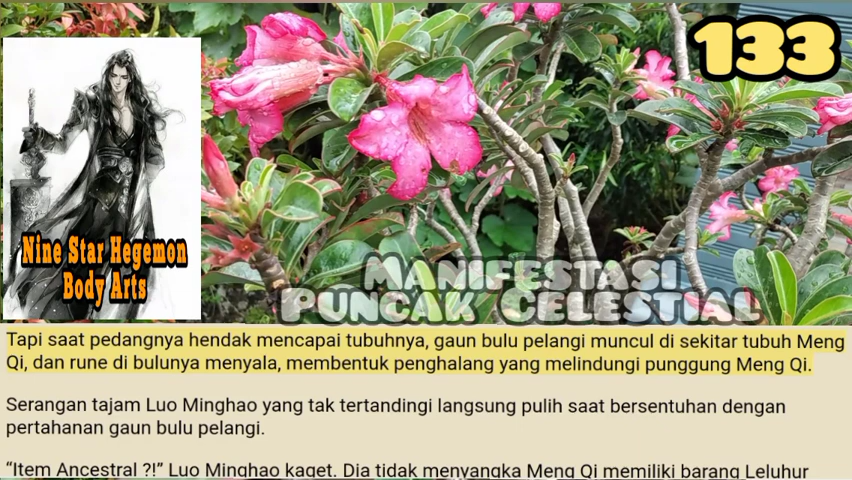 133
Nine Star Hegemon
Body Arts
Manifestasi
Puncak Celestial
Tapi saat pedangnya hendak mencapai tubuhnya, gaun bulu pelangi muncul di sekitar tubuh Meng
Qi, dan rune di bulunya menyala, membentuk penghalang yang melindungi punggung Meng Qi.
Serangan tajam Luo Minghao yang tak tertandingi langsung pulih saat bersentuhan dengan
pertahanan gaun bulu pelangi.
“Item Ancestral ?!” Luo Minghao kaget. Dia tidak menyangka Meng Qi memiliki barang Leluhur